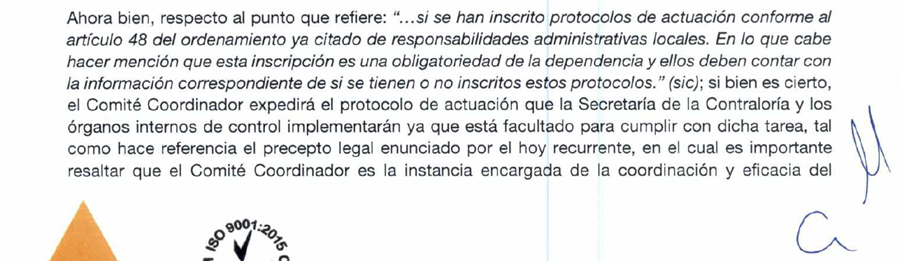 Ahora bien, respecto al punto que refiere: “...si se han inscrito protocolos de actuación conforme al
artículo 48 del ordenamiento ya citado de responsabilidades administrativas locales. En lo que cabe
hacer mención que esta inscripción es una obligatoriedad de la dependencia y ellos deben contar con
la información correspondiente de si se tienen o no inscritos estos protocolos.” (sic); si bien es cierto,
el Comité Coordinador expedirá el protocolo de actuación que la Secretaría de la Contraloría y los
órganos internos de control implementarán ya que está facultado para cumplir con dicha tarea, tal
como hace referencia el precepto legal enunciado por el hoy recurrente, en el cual es importante
resaltar que el Comité Coordinador es la instancia encargada de la coordinación y eficacia del
ISO 9001:2015